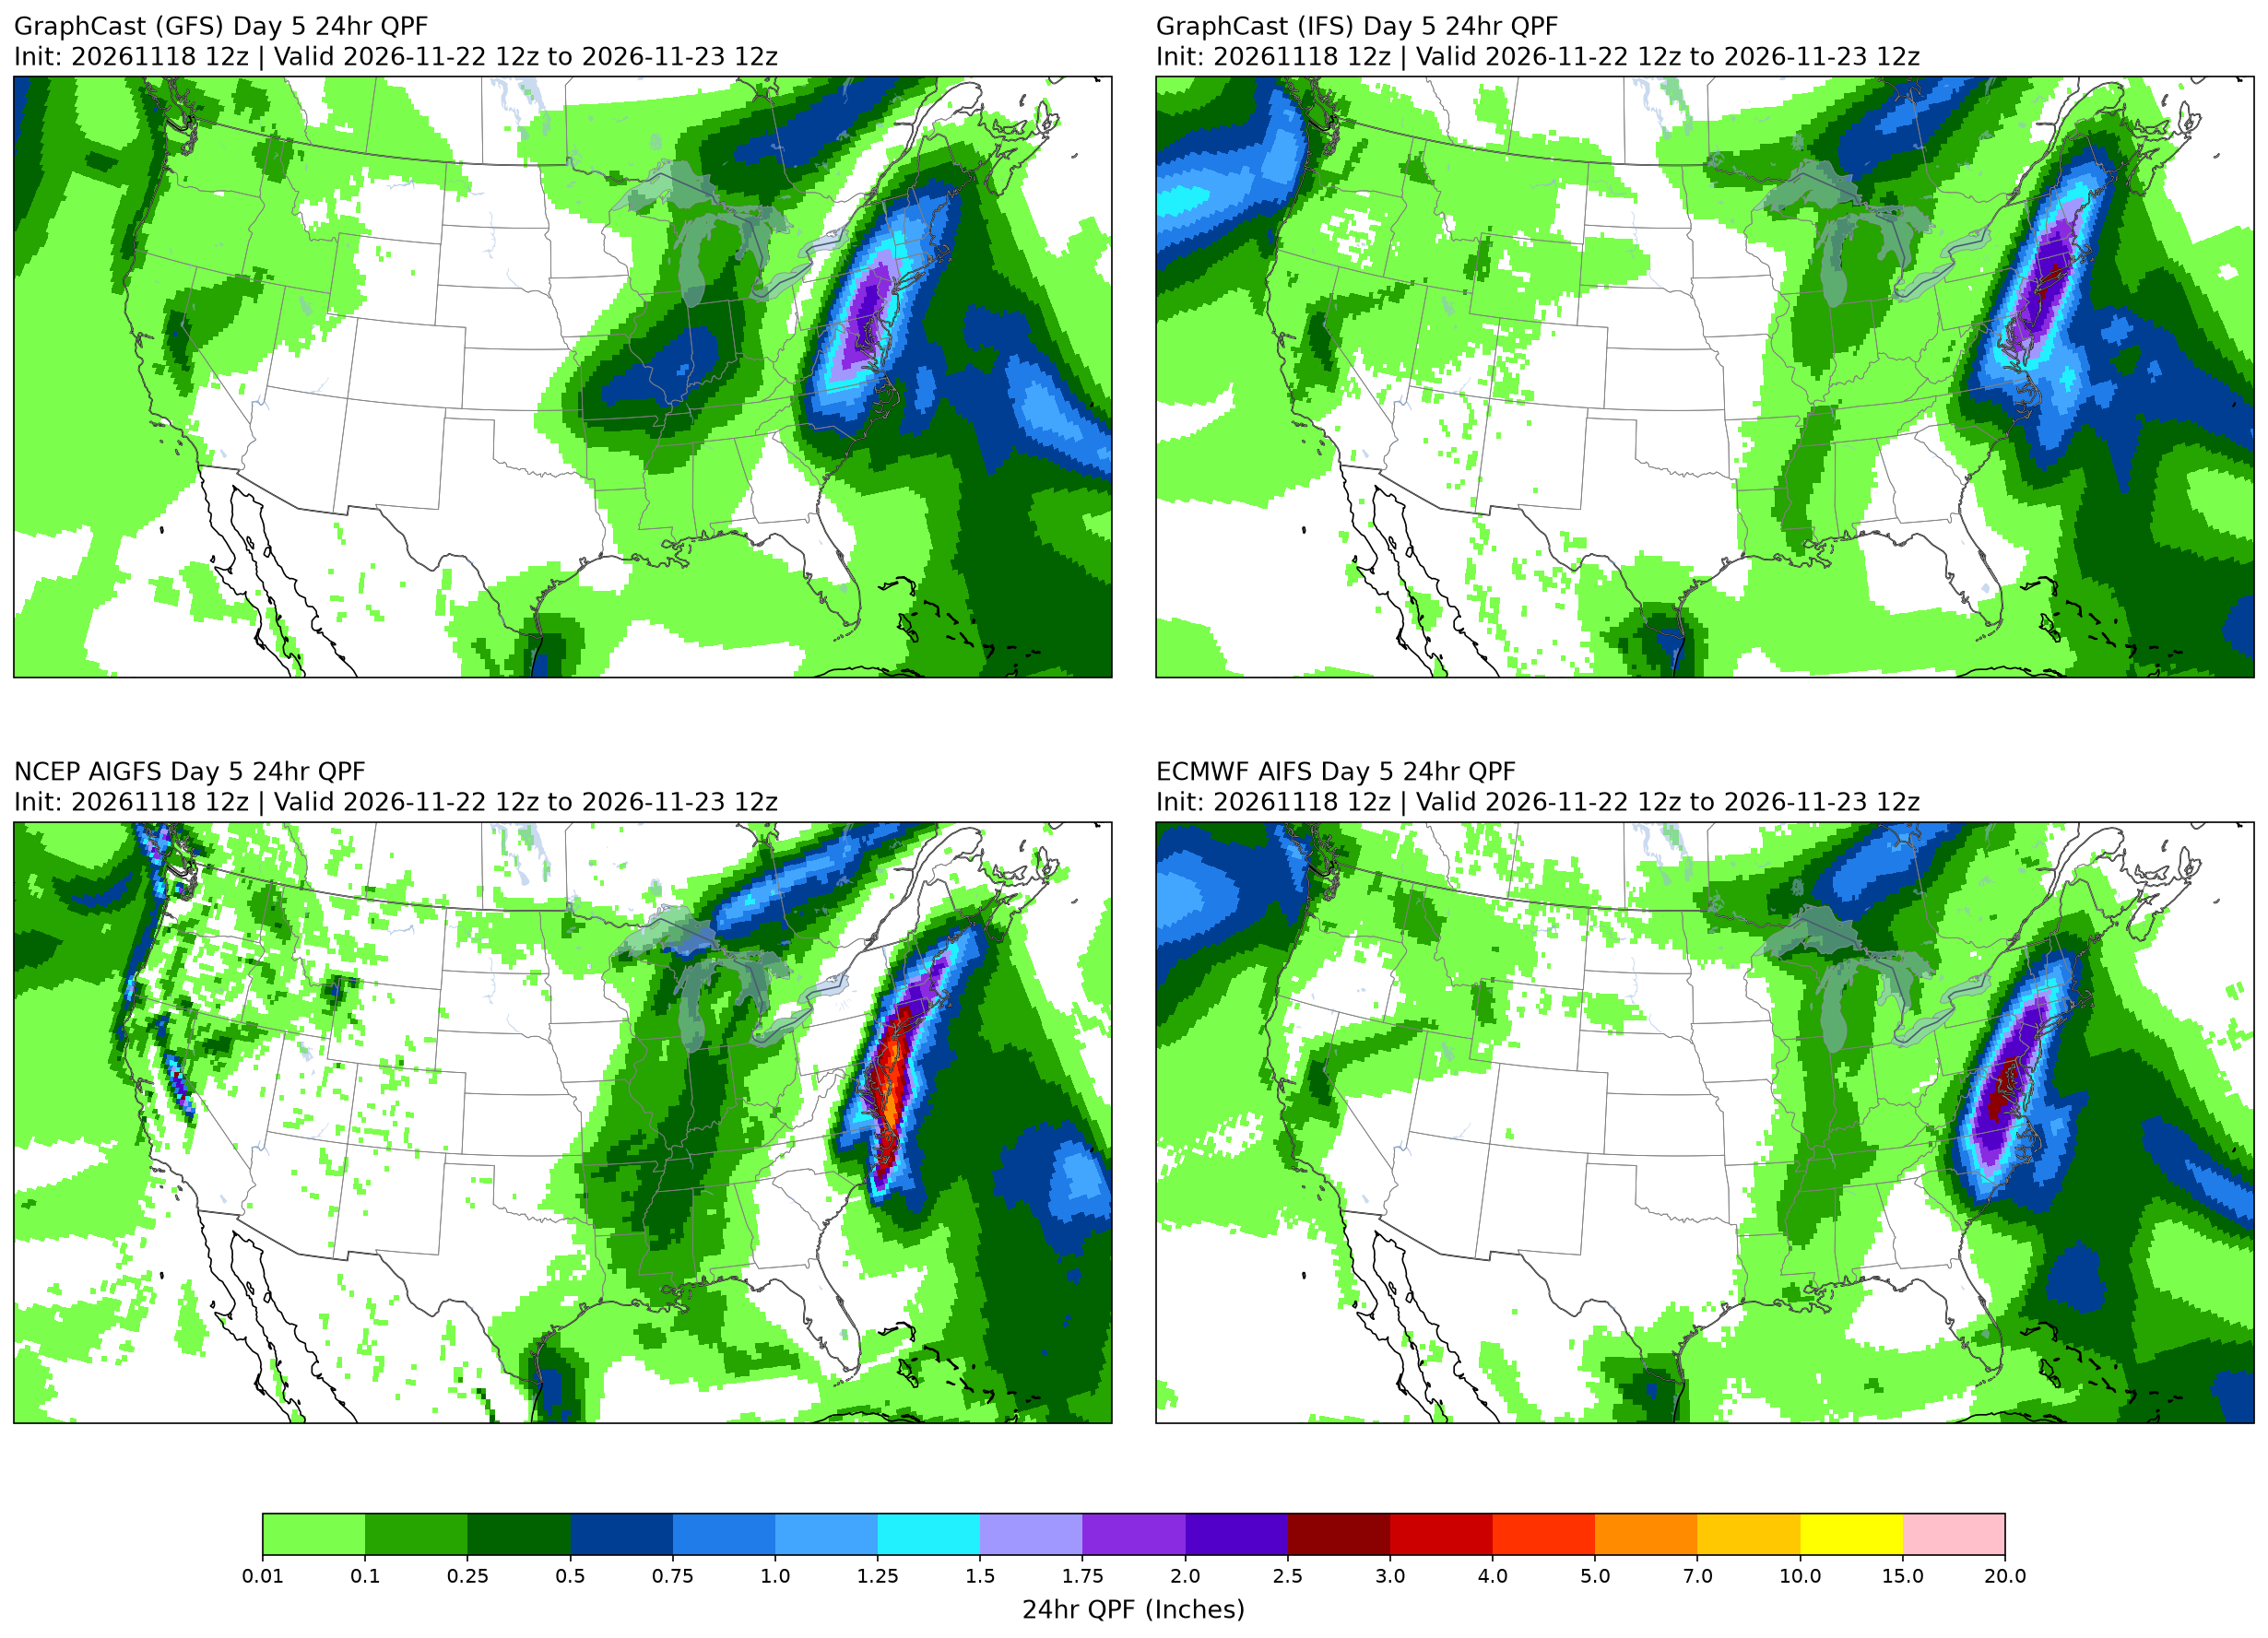 GraphCast (GFS) Day 5 24hr QPF
Init: 20261118 12z | Valid 2026-11-22 12z to 2026-11-23 12z
GraphCast (IFS) Day 5 24hr QPF
Init: 20261118 12z | Valid 2026-11-22 12z to 2026-11-23 12z
NCEP AIGFS Day 5 24hr QPF
Init: 20261118 12z | Valid 2026-11-22 12z to 2026-11-23 12z
ECMWF AIFS Day 5 24hr QPF
Init: 20261118 12z | Valid 2026-11-22 12z to 2026-11-23 12z
0.01 0.1 0.25 0.5 0.75 1.0 1.25 1.5 1.75 2.0 2.5 3.0 4.0 5.0 7.0 10.0 15.0 20.0
24hr QPF (Inches)